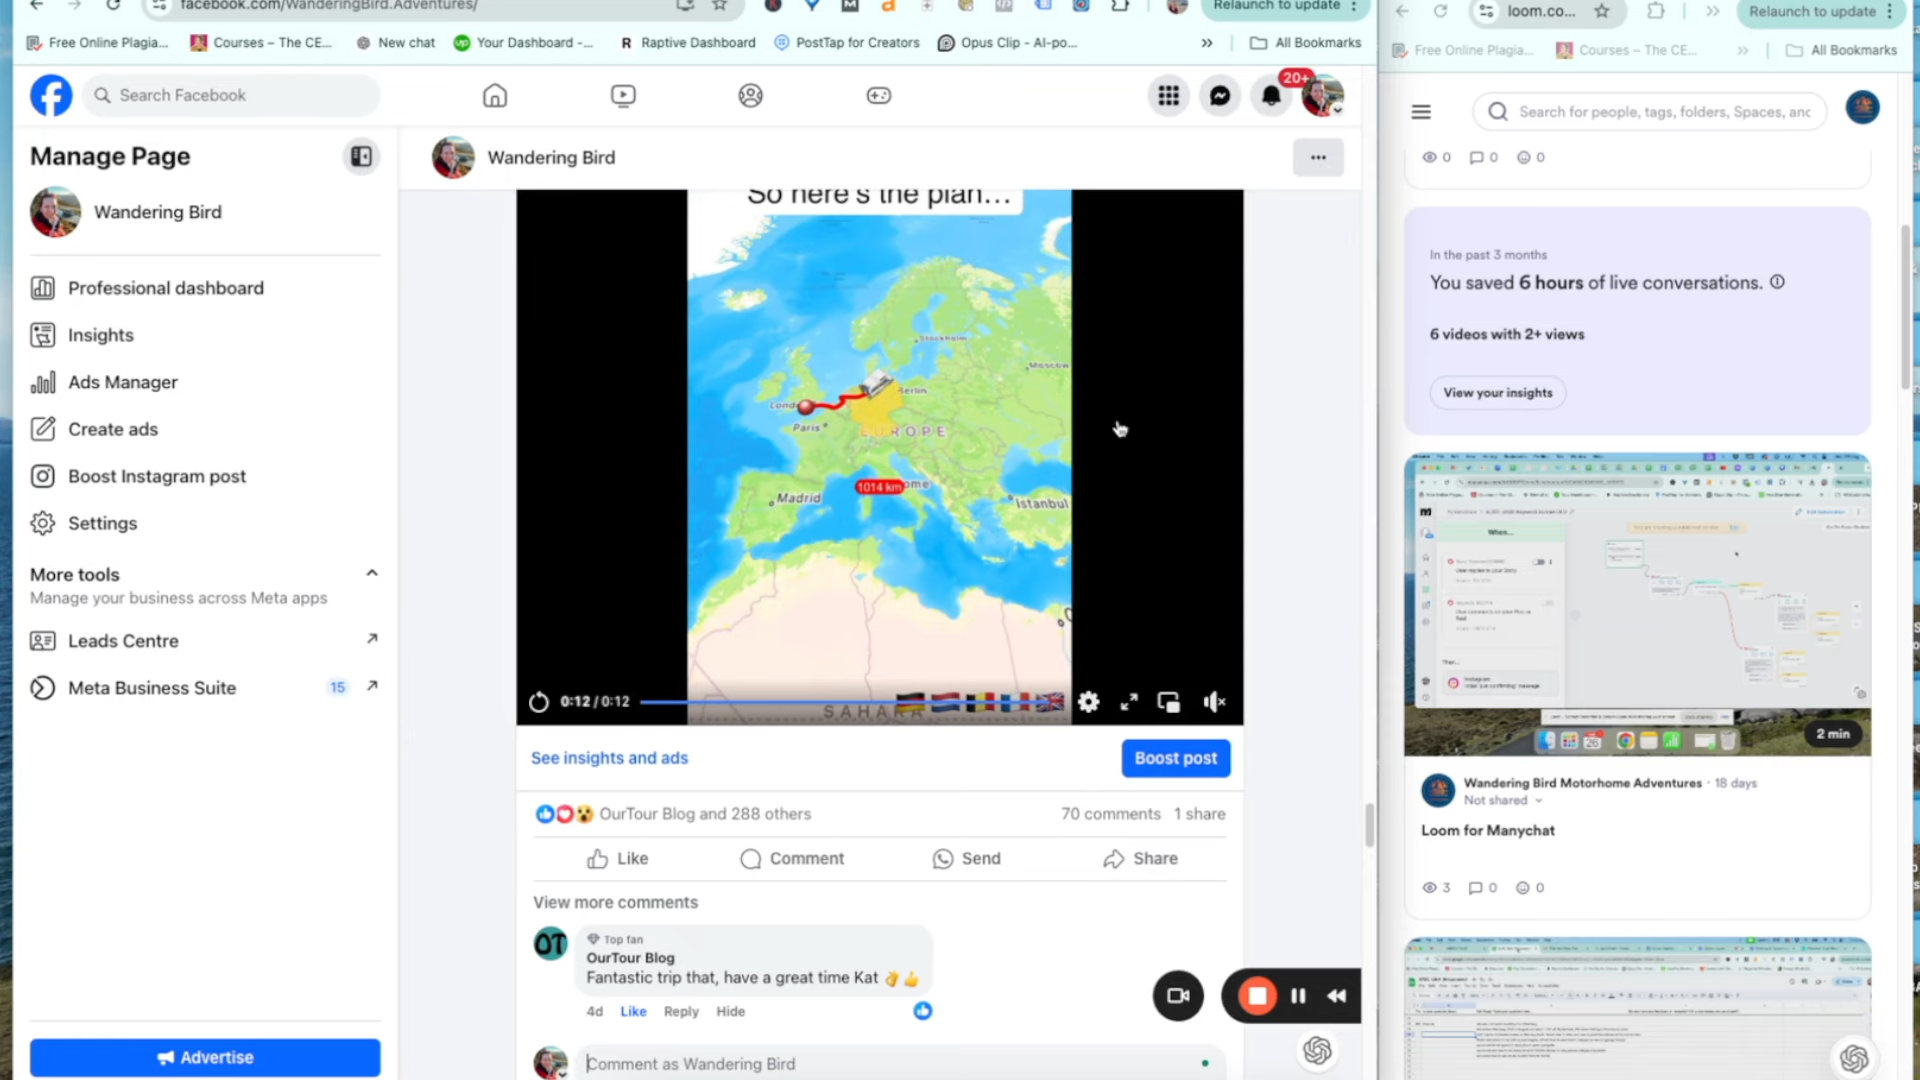 facebook.com/WanderingBird.Adventures/
Relaunch to update
Free Online Plagia...
Courses – The CE...
New chat
Your Dashboard -...
Raptive Dashboard
PostTap for Creators
Opus Clip - AI-po...
All Bookmarks
Search Facebook
20+
Manage Page
Wandering Bird
Professional dashboard
Insights
Ads Manager
Create ads
Boost Instagram post
Settings
More tools
Manage your business across Meta apps
Leads Centre
Meta Business Suite
15
Advertise
Wandering Bird
So here's the plan...
Stockholm
Moscow
Berlin
Lond
Paris
EUROPE
1014 km
ome
Madrid
Istanbul
SAHARA
0:12 / 0:12
See insights and ads
Boost post
OurTour Blog and 288 others
70 comments
1 share
Like
Comment
Send
Share
View more comments
OT
Top fan
OurTour Blog
Fantastic trip that, have a great time Kat 👌👍
4d
Like
Reply
Hide
Comment as Wandering Bird
loom.co...
Relaunch to update
Free Online Plagia...
Courses – The CE...
All Bookmarks
Search for people, tags, folders, Spaces, and
0
0
0
In the past 3 months
You saved 6 hours of live conversations.
6 videos with 2+ views
View your insights
When...
Then...
2 min
Wandering Bird Motorhome Adventures · 18 days
Not shared
Loom for Manychat
3
0
0